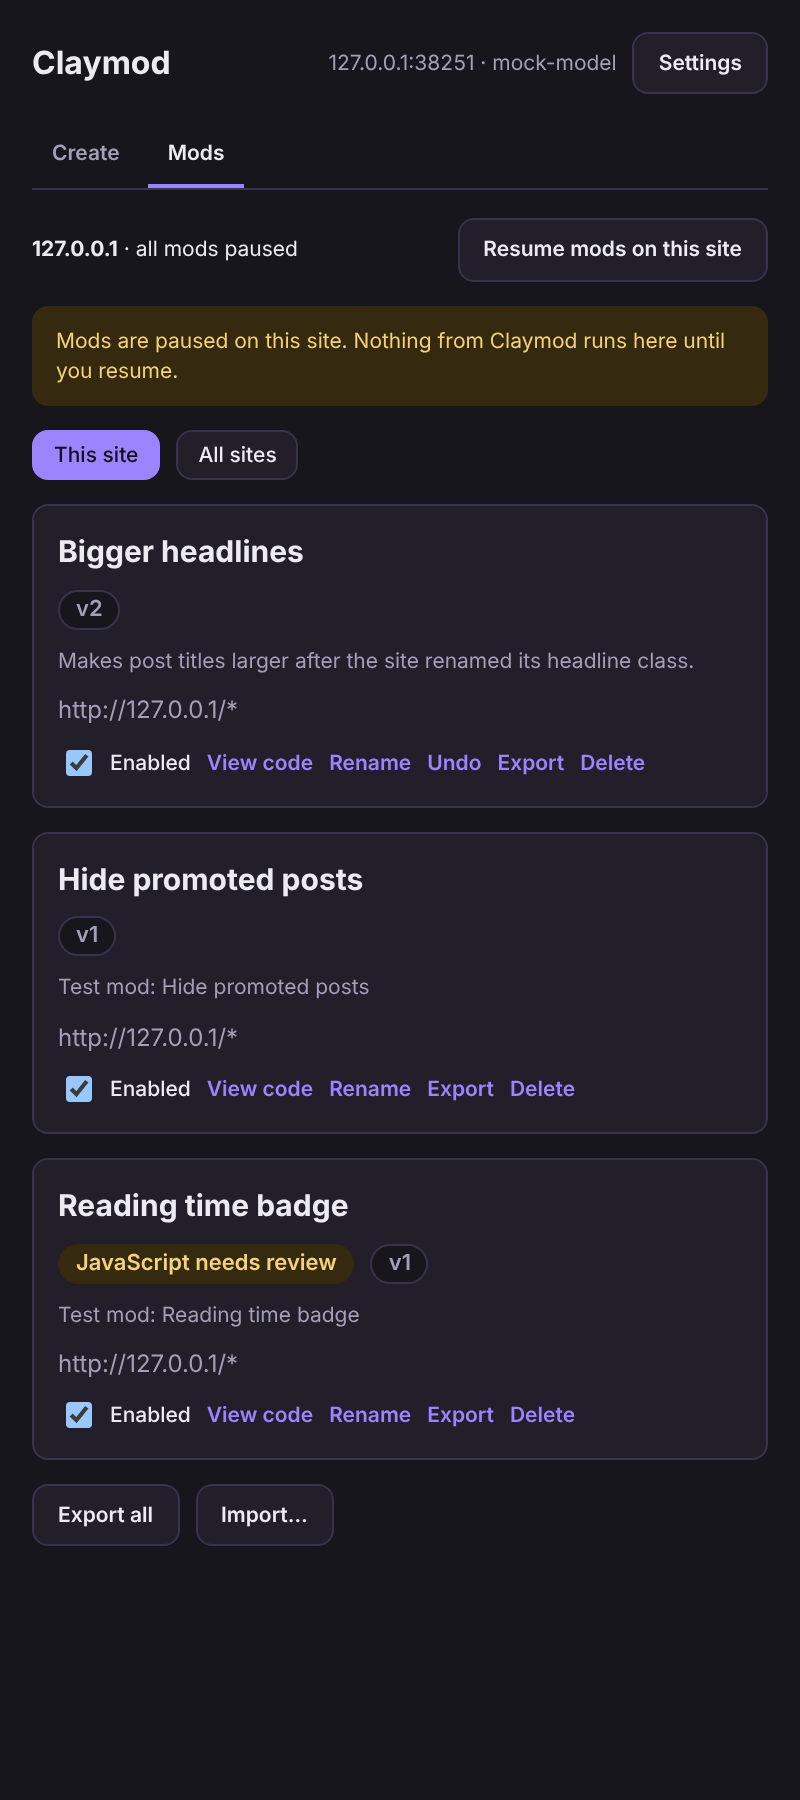 Claymod
127.0.0.1:38251 · mock-model
Settings
Create
Mods
127.0.0.1 · all mods paused
Resume mods on this site
Mods are paused on this site. Nothing from Claymod runs here until
you resume.
This site
All sites
Bigger headlines
v2
Makes post titles larger after the site renamed its headline class.
http://127.0.0.1/*
Enabled View code Rename Undo Export Delete
Hide promoted posts
v1
Test mod: Hide promoted posts
http://127.0.0.1/*
Enabled View code Rename Export Delete
Reading time badge
JavaScript needs review
v1
Test mod: Reading time badge
http://127.0.0.1/*
Enabled View code Rename Export Delete
Export all
Import...